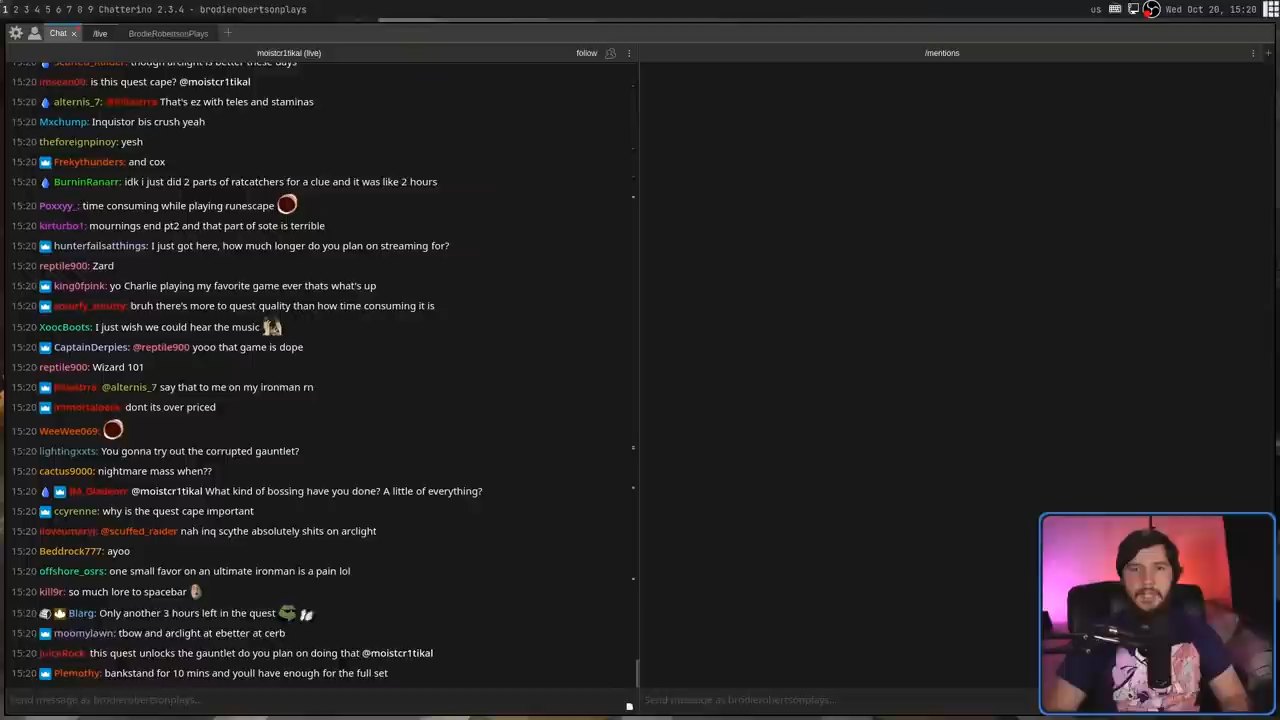 1 2 3 4 5 6 7 8 9 Chatterino 2.3.4 - brodierobertsonplays
us Wed Oct 20, 15:20
Chat /live BrodieRobertsonPlays
moistcr1tikal (live) follow /mentions
though arclight is better these days
15:20 imsean00: is this quest cape? @moistcr1tikal
15:20 alternis_7: That's ez with teles and staminas
15:20 Mxchump: Inquistor bis crush yeah
15:20 theforeignpinoy: yesh
15:20 Frekythunders: and cox
15:20 BurninRanarr: idk i just did 2 parts of ratcatchers for a clue and it was like 2 hours
15:20 Poxxyy_: time consuming while playing runescape
15:20 kirturbo1: mournings end pt2 and that part of sote is terrible
15:20 hunterfailsatthings: I just got here, how much longer do you plan on streaming for?
15:20 reptile900: Zard
15:20 king0fpink: yo Charlie playing my favorite game ever thats what's up
15:20 bruh there's more to quest quality than how time consuming it is
15:20 XoocBoots: I just wish we could hear the music
15:20 CaptainDerpies: @reptile900 yooo that game is dope
15:20 reptile900: Wizard 101
15:20 @alternis_7 say that to me on my ironman rn
15:20 dont its over priced
15:20 WeeWee069:
15:20 lightingxxts: You gonna try out the corrupted gauntlet?
15:20 cactus9000: nightmare mass when??
15:20 @moistcr1tikal What kind of bossing have you done? A little of everything?
15:20 ccyrenne: why is the quest cape important
15:20 @scuffed_raider nah inq scythe absolutely shits on arclight
15:20 Beddrock777: ayoo
15:20 offshore_osrs: one small favor on an ultimate ironman is a pain lol
15:20 kill9r: so much lore to spacebar
15:20 Blarg: Only another 3 hours left in the quest
15:20 moomylawn: tbow and arclight at ebetter at cerb
15:20 JuiceRock: this quest unlocks the gauntlet do you plan on doing that @moistcr1tikal
15:20 Plemothy: bankstand for 10 mins and youll have enough for the full set
Send message as brodierobertsonplays... Send message as brodierobertsonplays...